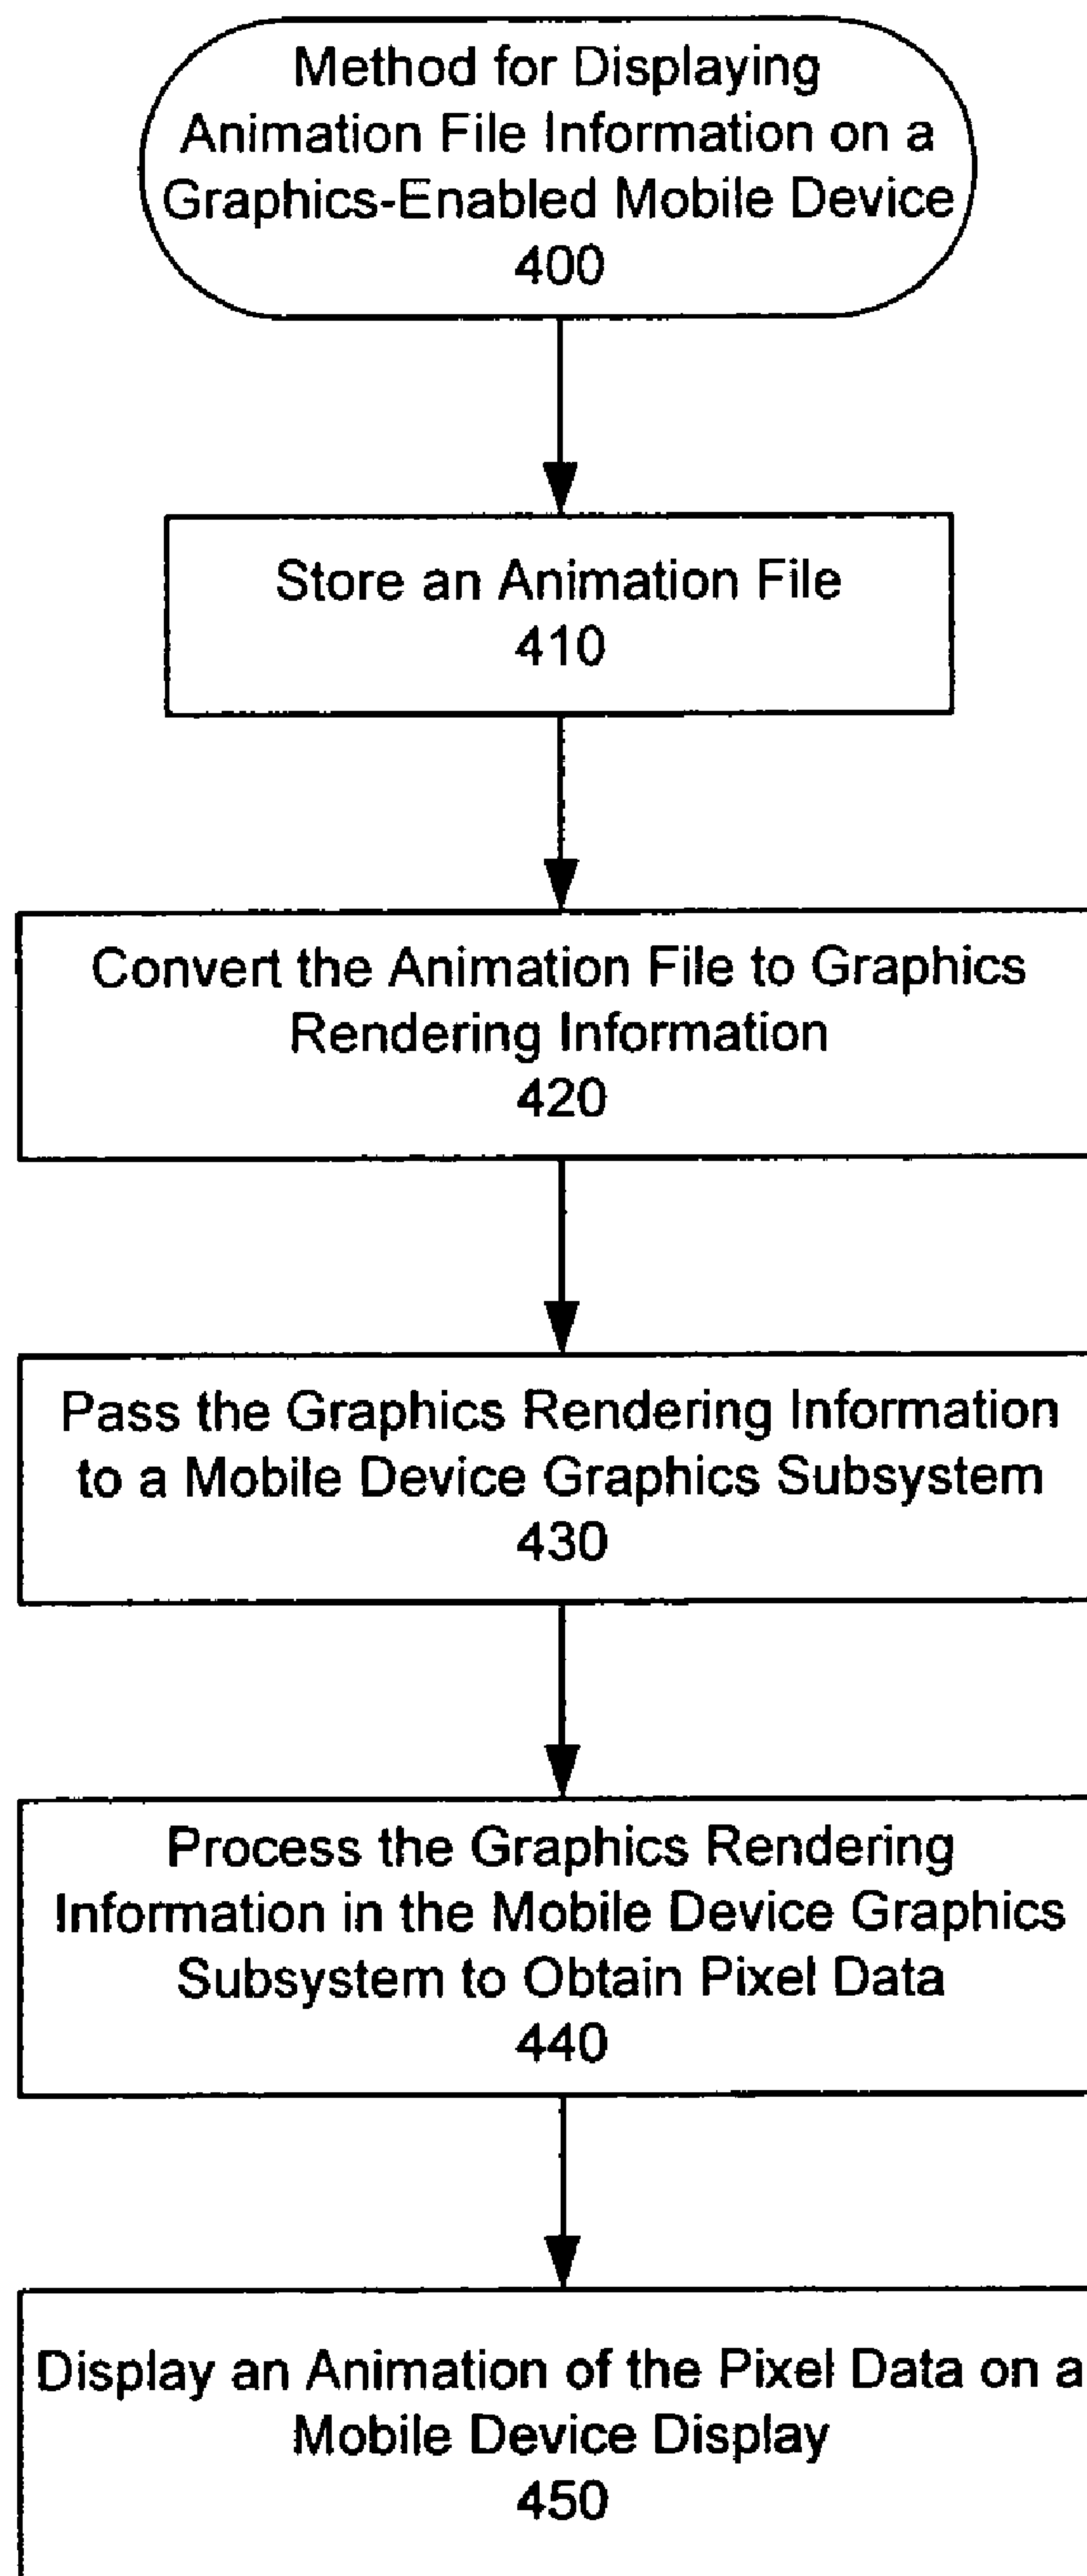 Method for Displaying
Animation File Information on a
Graphics-Enabled Mobile Device
400
Store an Animation File
410
Convert the Animation File to Graphics
Rendering Information
420
Pass the Graphics Rendering Information
to a Mobile Device Graphics Subsystem
430
Process the Graphics Rendering
Information in the Mobile Device Graphics
Subsystem to Obtain Pixel Data
440
Display an Animation of the Pixel Data on a
Mobile Device Display
450